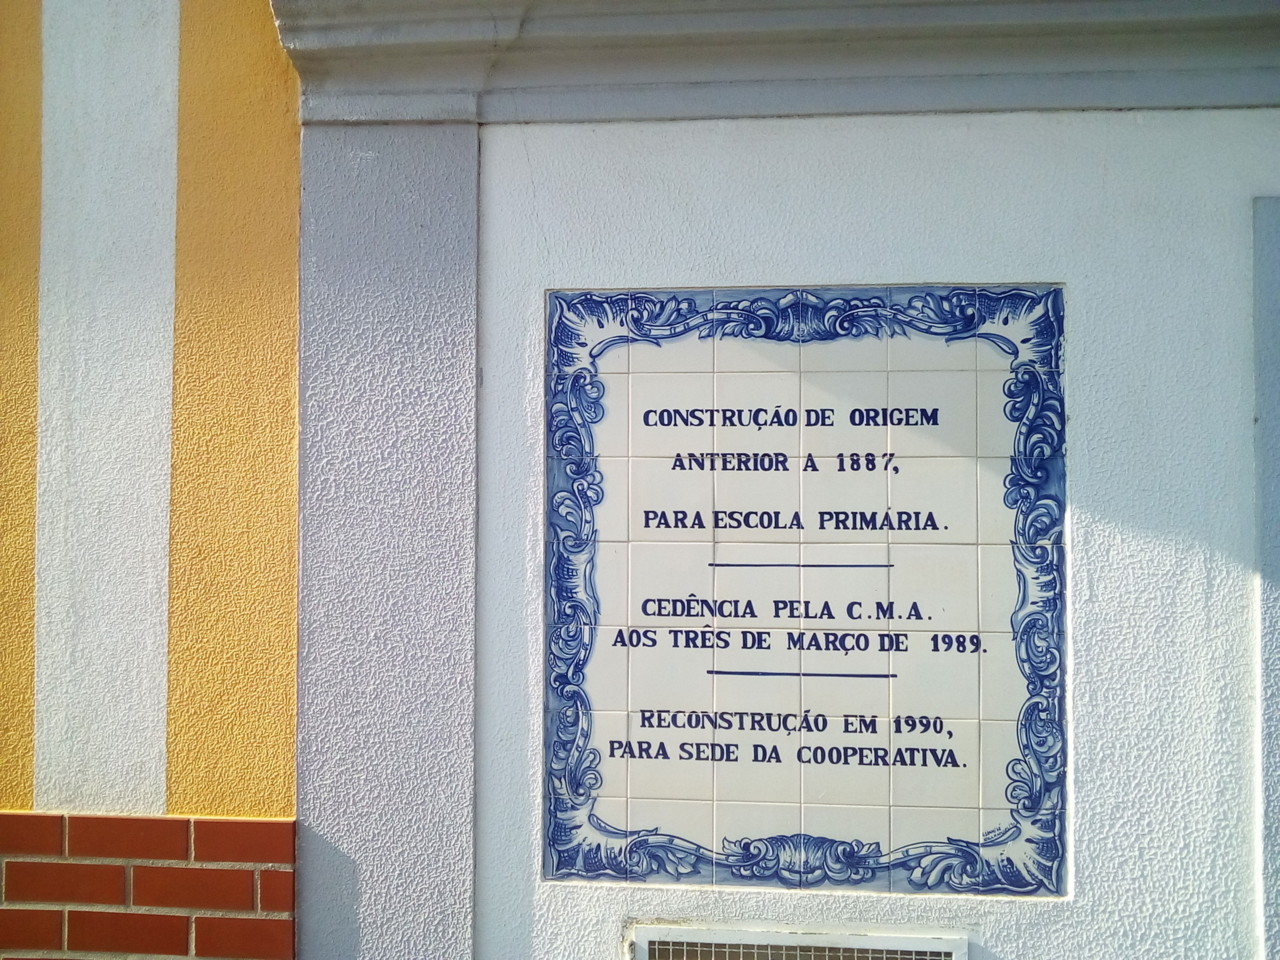 CONSTRUÇÃO DE ORIGEM
ANTERIOR A 1887,
PARA ESCOLA PRIMÁRIA.
CEDÊNCIA PELA C.M.A.
AOS TRÊS DE MARÇO DE 1989.
RECONSTRUÇÃO EM 1990,
PARA SEDE DA COOPERATIVA.